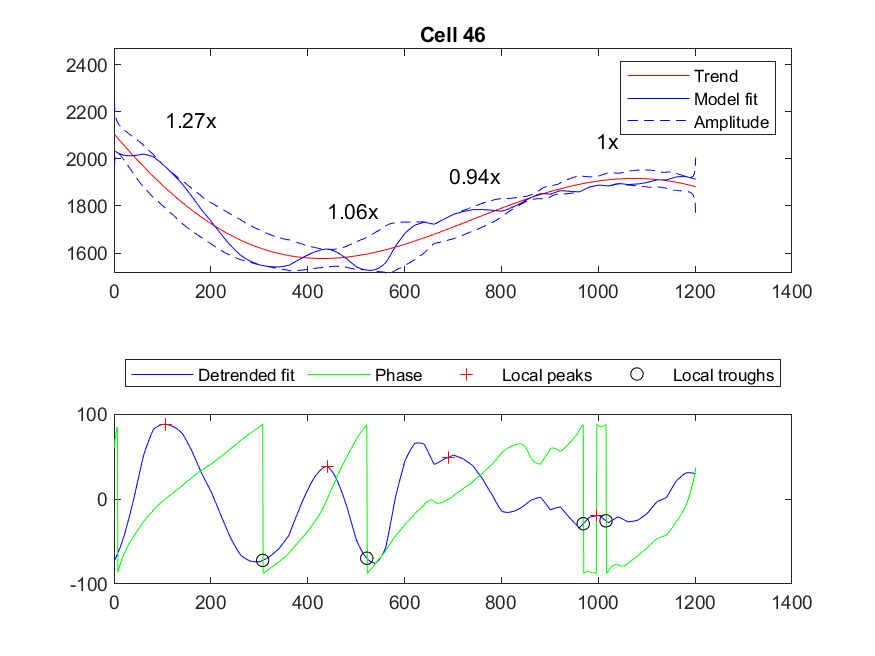 Cell 46
2400
2200
2000
1800
1600
0 200 400 600 800 1000 1200 1400
1.27x
1.06x
0.94x
1x
Trend
Model fit
Amplitude
Detrended fit Phase Local peaks Local troughs
100
0
-100
0 200 400 600 800 1000 1200 1400